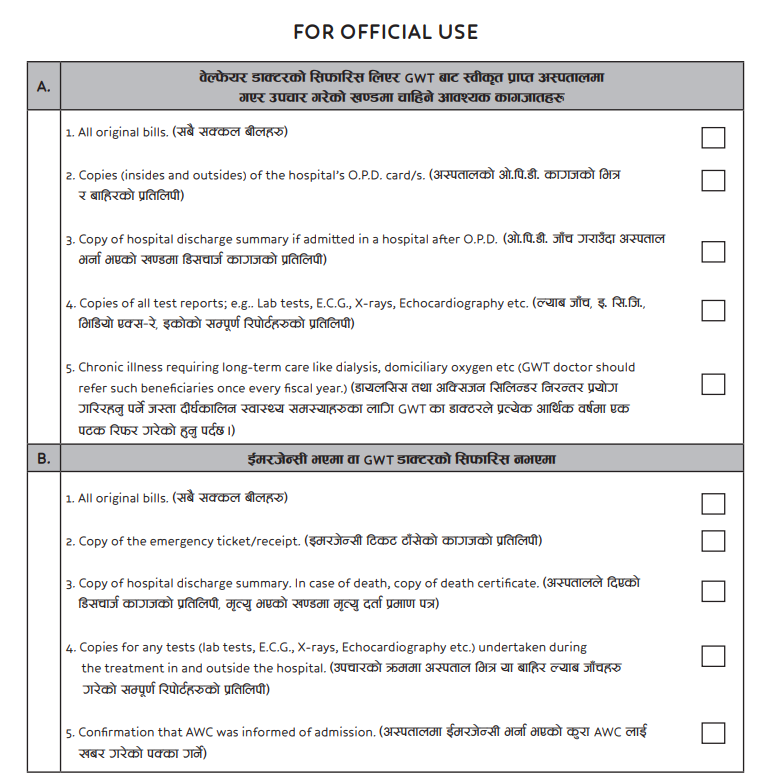 FOR OFFICIAL USE
A.
वेल्फेयर डाक्टरको सिफारिस लिएर GWT बाट स्वीकृत प्राप्त अस्पतालमा
गएर उपचार गरेको खण्डमा चाहिने आवश्यक कागजातहरू
1. All original bills. (सबै सक्कल बीलहरु)
2. Copies (insides and outsides) of the hospital's O.P.D. card/s. (अस्पतालको ओ.पि.डी. कागजको भित्र
र बाहिरको प्रतिलिपी)
3. Copy of hospital discharge summary if admitted in a hospital after O.P.D. (ओ.पि.डी. जाँच गराउँदा अस्पताल
भर्ना भएको खण्डमा डिसचार्ज कागजको प्रतिलिपी)
4. Copies of all test reports; e.g.. Lab tests, E.C.G., X-rays, Echocardiography etc. (ल्याब जाँच, इ. सि.जि.,
भिडियो एक्स-रे, इकोको सम्पूर्ण रिपोर्टहरुको प्रतिलिपी)
5. Chronic illness requiring long-term care like dialysis, domiciliary oxygen etc (GWT doctor should
refer such beneficiaries once every fiscal year.) (डायलसिस तथा अक्सिजन सिलिन्डर निरन्तर प्रयोग
गरिरहनु पर्ने जस्ता दीर्घकालिन स्वास्थ्य समस्याहरुका लागि GWT का डाक्टरले प्रत्येक आर्थिक वर्षमा एक
पटक रिफर गरेको हुनु पर्दछ ।)
B.
ईमरजेन्सी भएमा वा GWT डाक्टरको सिफारिस नभएमा
1. All original bills. (सबै सक्कल बीलहरु)
2. Copy of the emergency ticket/receipt. (इमरजेन्सी टिकट टाँसेको कागजको प्रतिलिपी)
3. Copy of hospital discharge summary. In case of death, copy of death certificate. (अस्पतालले दिएको
डिसचार्ज कागजको प्रतिलिपी, मृत्यु भएको खण्डमा मृत्यु दर्ता प्रमाण पत्र)
4. Copies for any tests (lab tests, E.C.G., X-rays, Echocardiography etc.) undertaken during
the treatment in and outside the hospital. (उपचारको क्रममा अस्पताल भित्र या बाहिर ल्याब जाँचहरु
गरेको सम्पूर्ण रिपोर्टहरुको प्रतिलिपी)
5. Confirmation that AWC was informed of admission. (अस्पतालमा ईमरजेन्सी भर्ना भएको कुरा AWC लाई
खबर गरेको पक्का गर्ने)